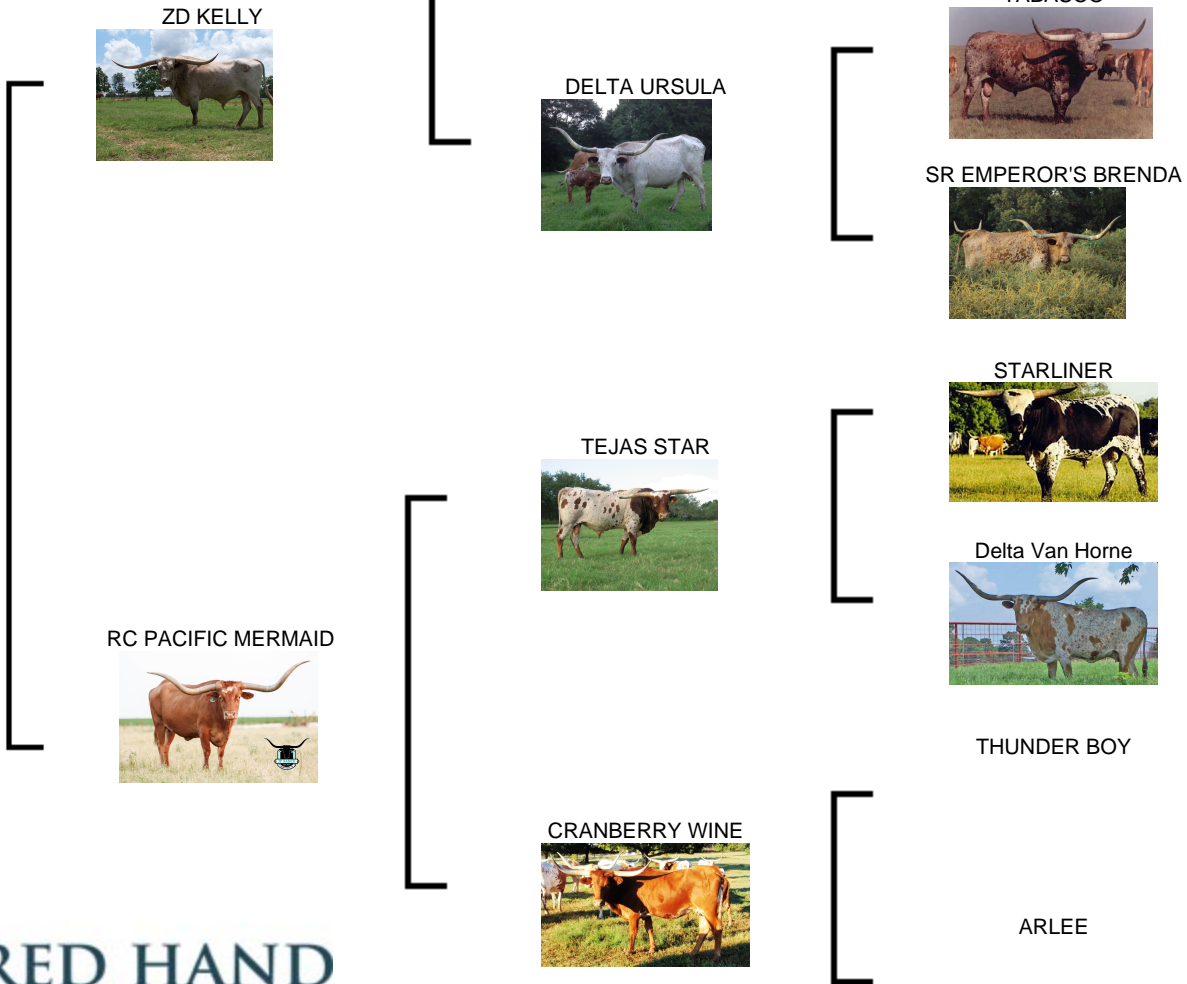 ZD KELLY
DELTA URSULA
SR EMPEROR'S BRENDA
STARLINER
TEJAS STAR
Delta Van Horne
RC PACIFIC MERMAID
THUNDER BOY
CRANBERRY WINE
ARLEE
RED HAND